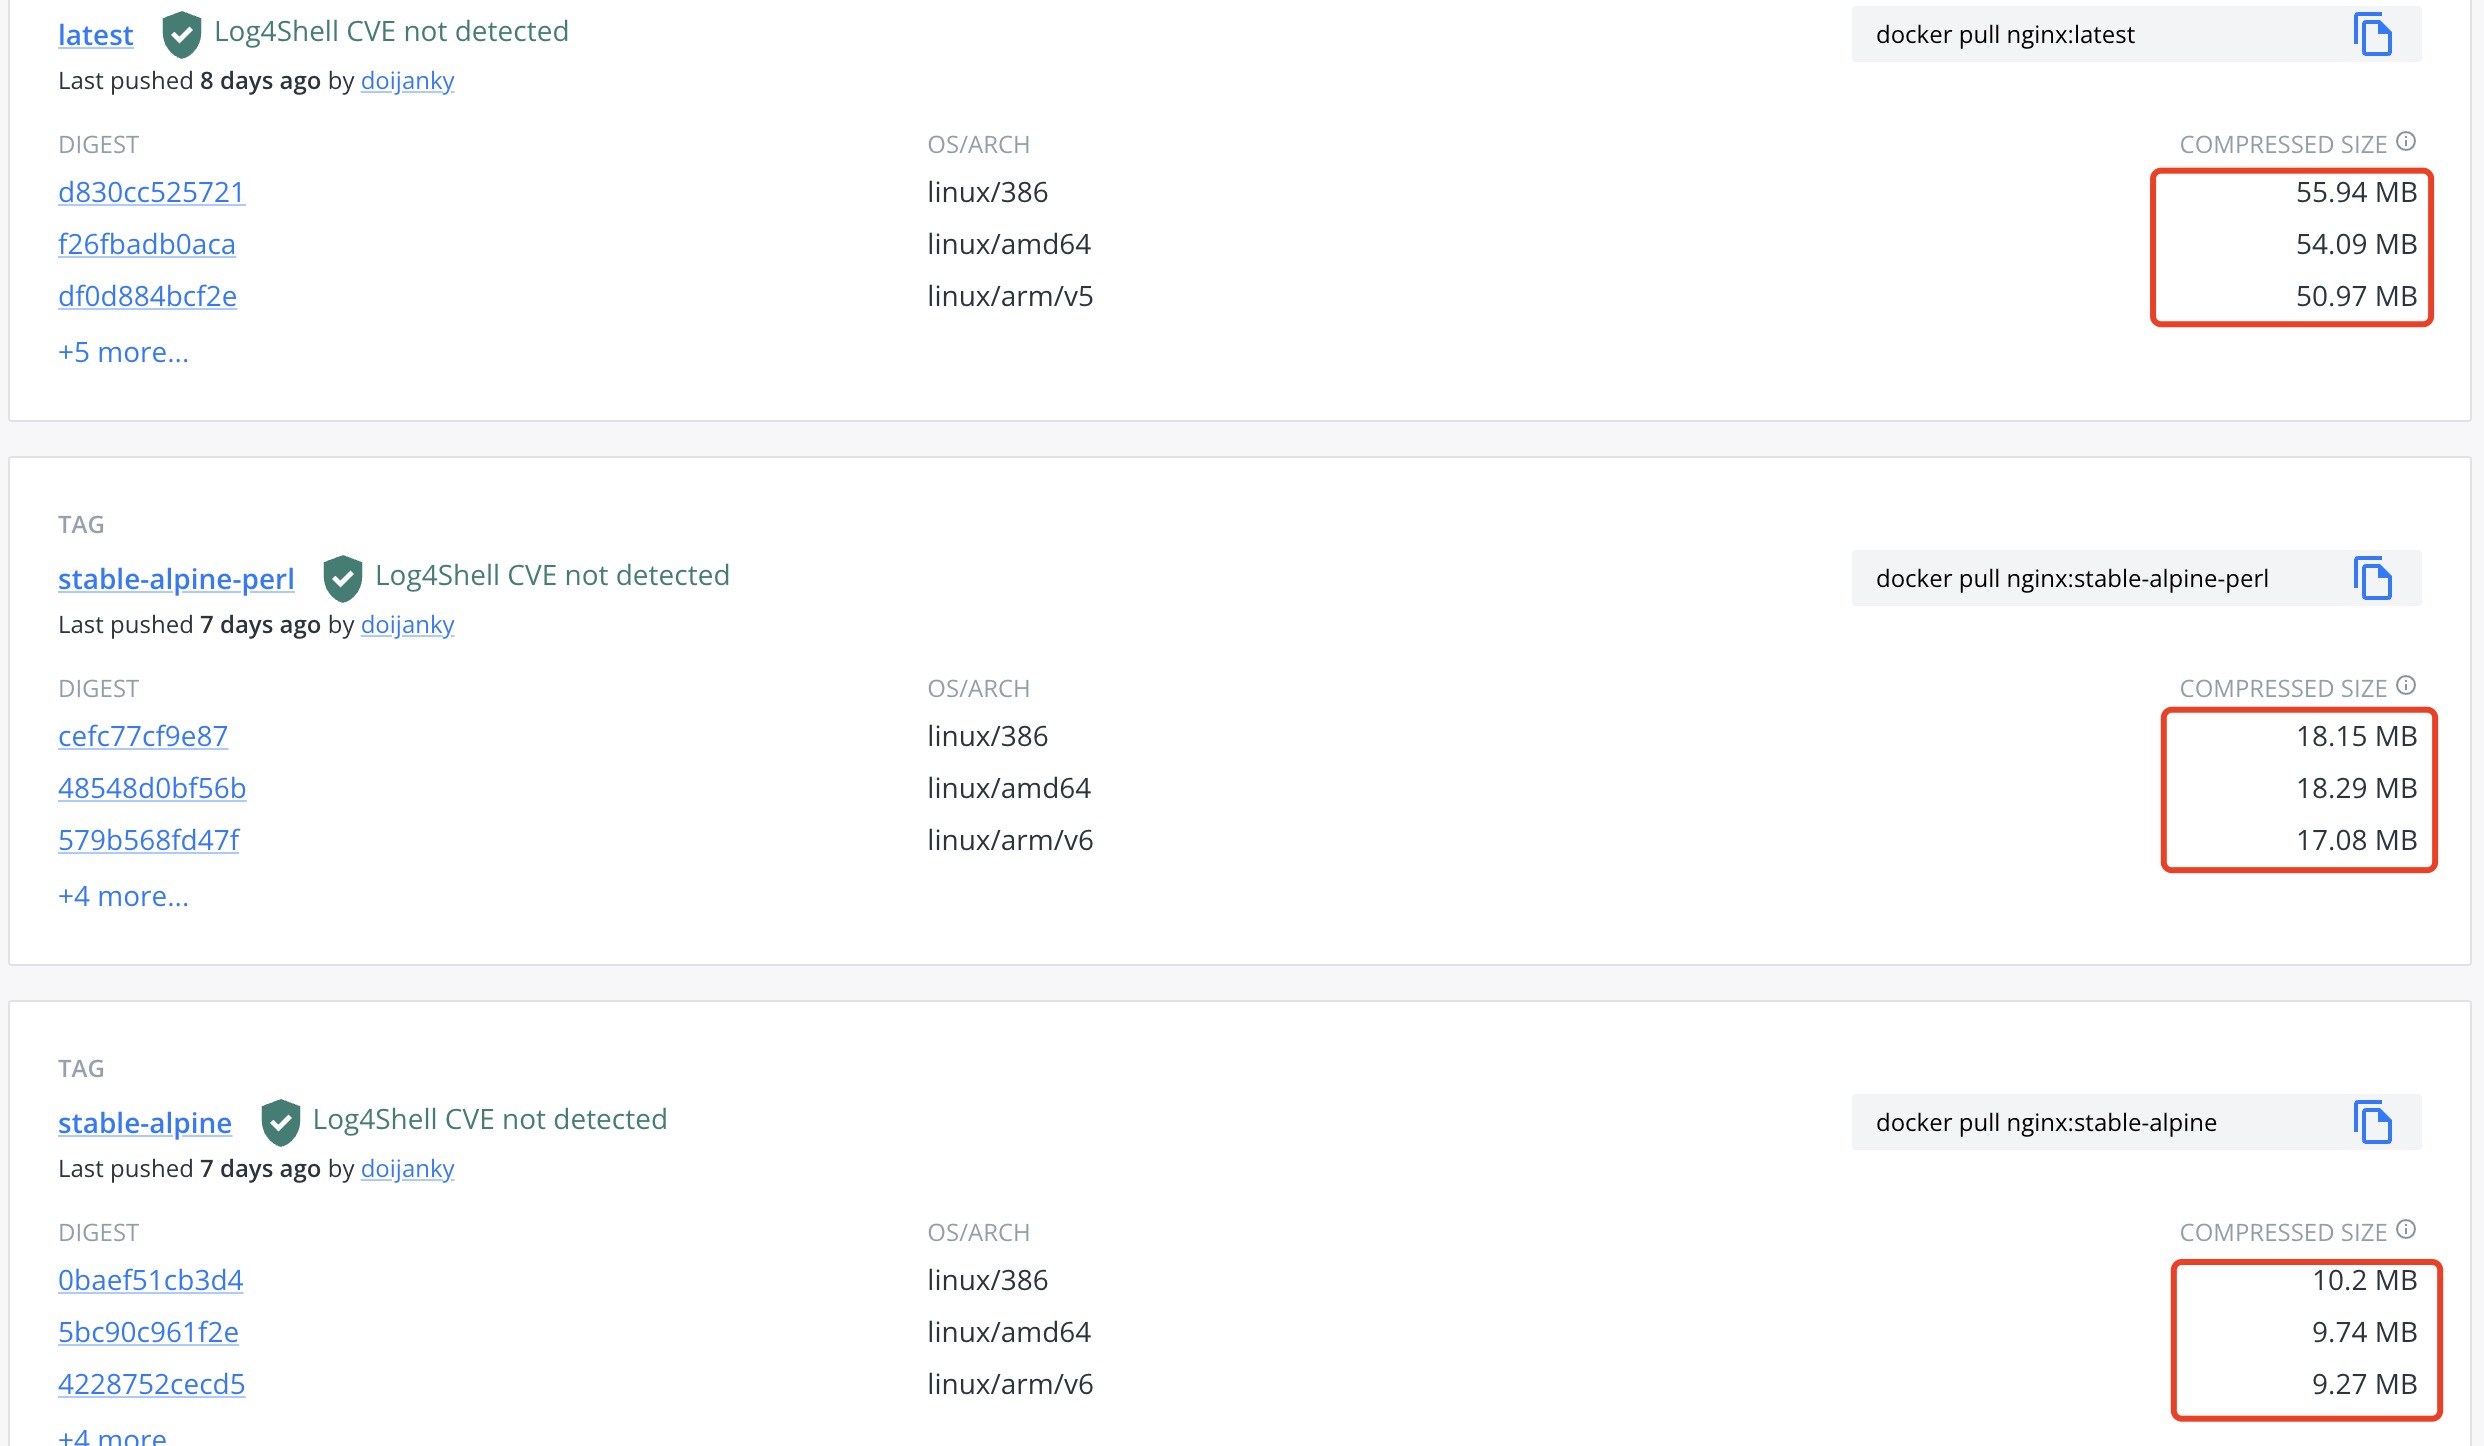 latest Log4Shell CVE not detected docker pull nginx:latest
Last pushed 8 days ago by doijanky
DIGEST OS/ARCH COMPRESSED SIZE
d830cc525721 linux/386 55.94 MB
f26fbadb0aca linux/amd64 54.09 MB
df0d884bcf2e linux/arm/v5 50.97 MB
+5 more...
TAG
stable-alpine-perl Log4Shell CVE not detected docker pull nginx:stable-alpine-perl
Last pushed 7 days ago by doijanky
DIGEST OS/ARCH COMPRESSED SIZE
cefc77cf9e87 linux/386 18.15 MB
48548d0bf56b linux/amd64 18.29 MB
579b568fd47f linux/arm/v6 17.08 MB
+4 more...
TAG
stable-alpine Log4Shell CVE not detected docker pull nginx:stable-alpine
Last pushed 7 days ago by doijanky
DIGEST OS/ARCH COMPRESSED SIZE
0baef51cb3d4 linux/386 10.2 MB
5bc90c961f2e linux/amd64 9.74 MB
4228752cecd5 linux/arm/v6 9.27 MB
+4 more